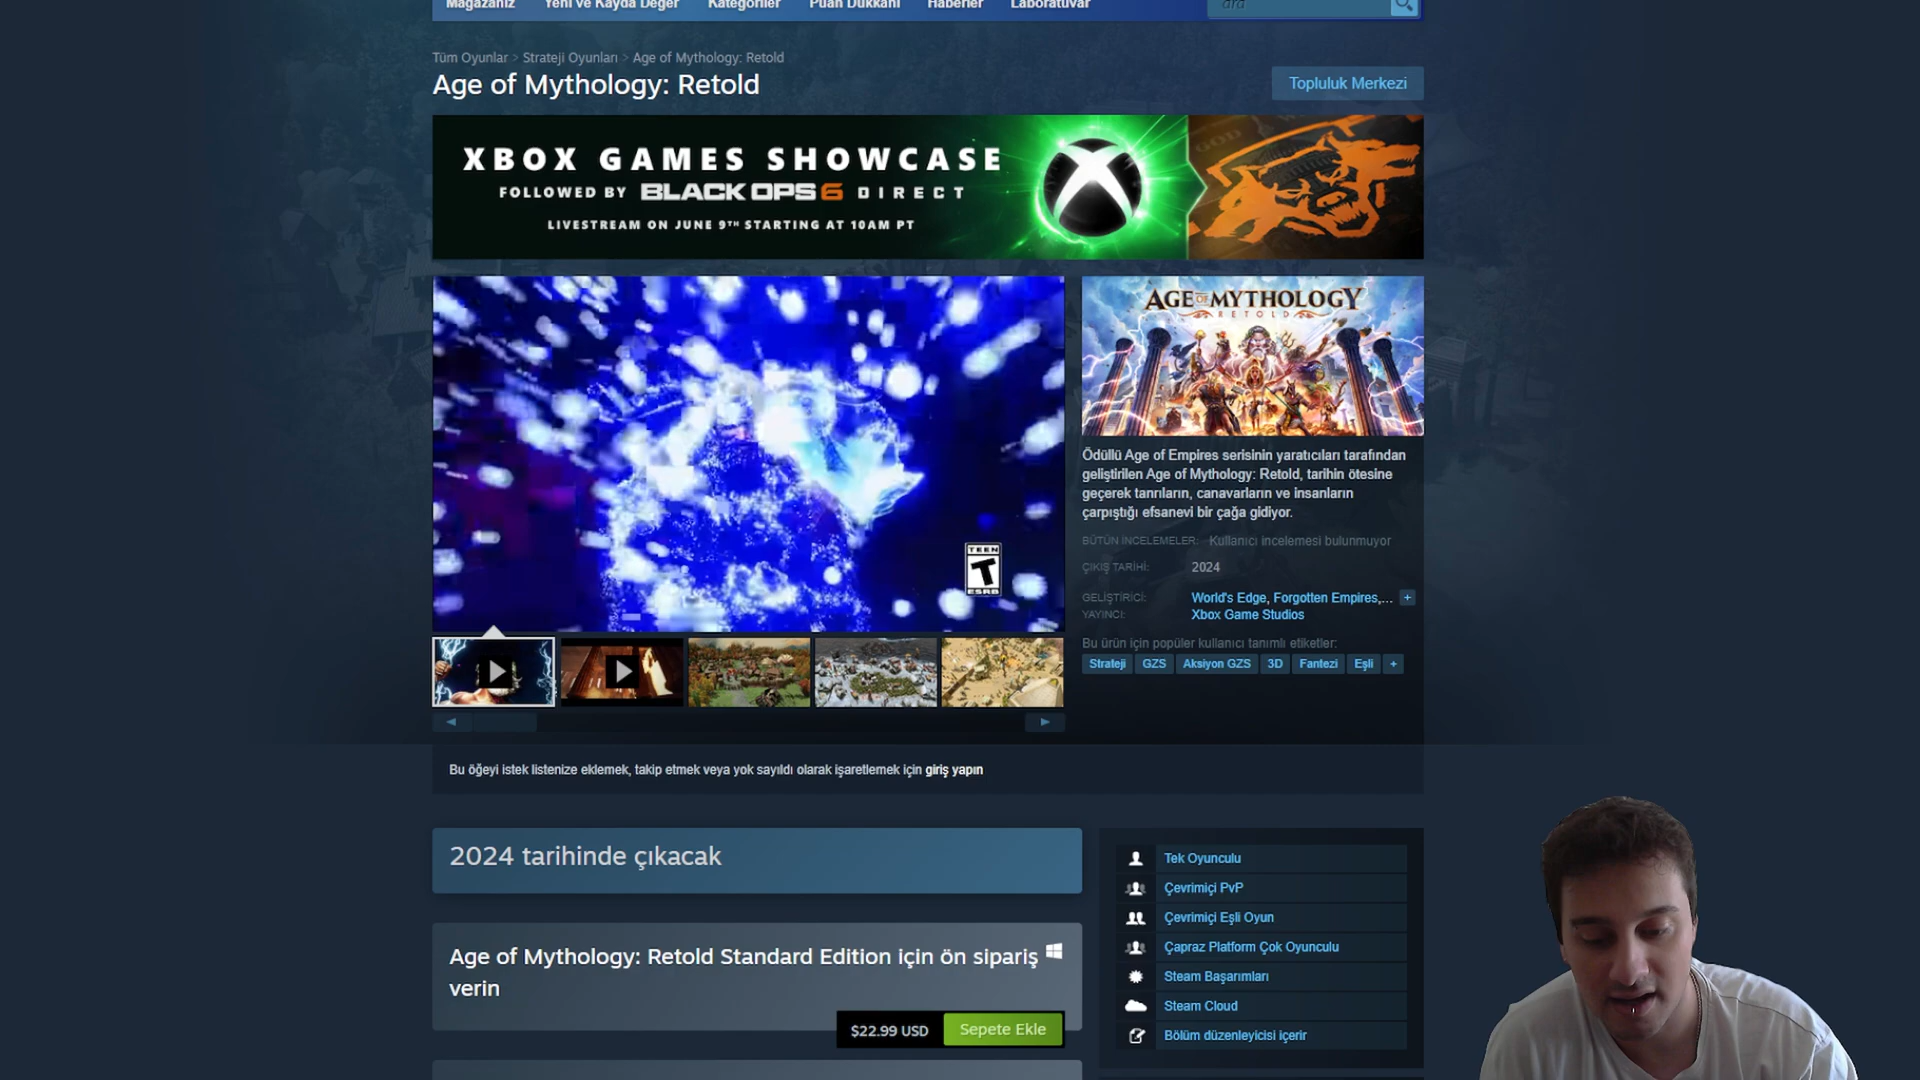 Mağazanız Yeni ve Kayda Değer Kategoriler Puan Dükkanı Haberler Laboratuvar ara
Tüm Oyunlar > Strateji Oyunları > Age of Mythology: Retold
Age of Mythology: Retold
Topluluk Merkezi
XBOX GAMES SHOWCASE
FOLLOWED BY BLACK OPS 6 DIRECT
LIVESTREAM ON JUNE 9TH STARTING AT 10AM PT
TEEN
T
ESRB
AGE OF MYTHOLOGY
RETOLD
Ödüllü Age of Empires serisinin yaratıcıları tarafından
geliştirilen Age of Mythology: Retold, tarihin ötesine
geçerek tanrıların, canavarların ve insanların
çarpıştığı efsanevi bir çağa gidiyor.
BÜTÜN İNCELEMELER: Kullanıcı incelemesi bulunmuyor
ÇIKIŞ TARİHİ: 2024
GELİŞTİRİCİ: World's Edge, Forgotten Empires,... +
YAYINCI: Xbox Game Studios
Bu ürün için popüler kullanıcı tanımlı etiketler:
Strateji GZS Aksiyon GZS 3D Fantezi Eşli +
Bu öğeyi istek listenize eklemek, takip etmek veya yok sayıldı olarak işaretlemek için giriş yapın
2024 tarihinde çıkacak
Age of Mythology: Retold Standard Edition için ön sipariş
verin
$22.99 USD Sepete Ekle
Tek Oyunculu
Çevrimiçi PvP
Çevrimiçi Eşli Oyun
Çapraz Platform Çok Oyunculu
Steam Başarımları
Steam Cloud
Bölüm düzenleyicisi içerir